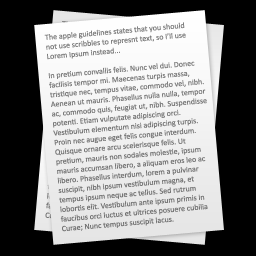 The apple guidelines states that you should
not use scribbles to represnt text, so I'll use
Lorem ipsum instead...
In pretium convallis felis. Nunc vel dui. Donec
facilisis tempor mi. Maecenas turpis massa,
tristique nec, tempus vitae, commodo vel, nibh.
Aenean ut mauris. Phasellus nulla nulla, tempor
ac, commodo quis, feugiat ut, nibh. Suspendisse
potenti. Etiam vulputate adipiscing orci.
Vestibulum elementum nisi adipiscing turpis.
Proin nec augue eget felis congue interdum.
Quisque ornare arcu scelerisque felis. Ut
pretium, mauris non sodales molestie, ipsum
mauris accumsan libero, a aliquam eros leo ac
libero. Phasellus interdum, lorem a pulvinar
suscipit, nibh ipsum vestibulum magna, et
tempus ipsum neque ac tellus. Sed rutrum
lobortis elit. Vestibulum ante ipsum primis in
faucibus orci luctus et ultrices posuere cubilia
Curae; Nunc tempus suscipit lacus.